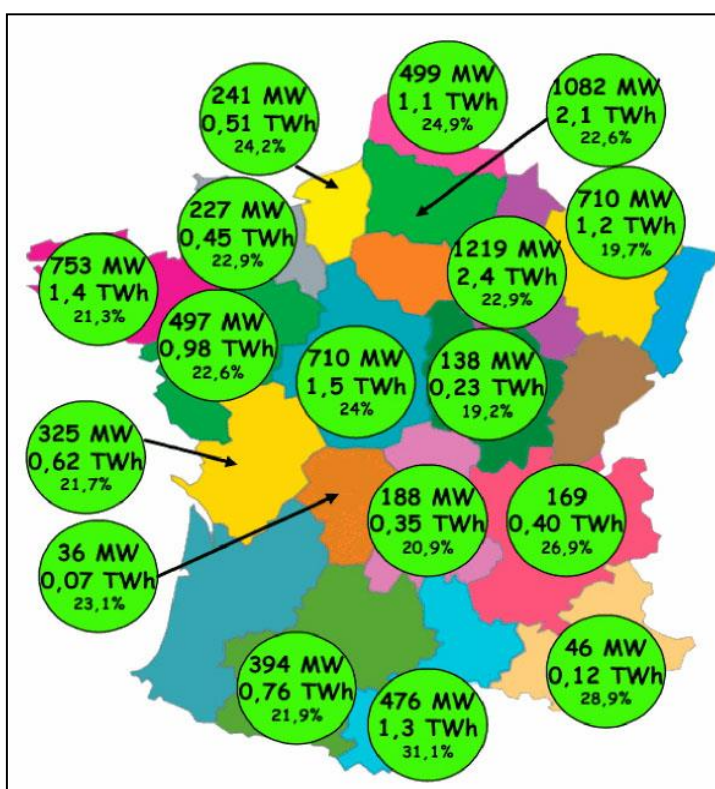 499 MW
1,1 TWh
24,9%
1082 MW
2,1 TWh
22,6%
241 MW
0,51 TWh
24,2%
710 MW
1,2 TWh
19,7%
227 MW
0,45 TWh
22,9%
1219 MW
2,4 TWh
22,9%
753 MW
1,4 TWh
21,3%
497 MW
0,98 TWh
22,6%
710 MW
1,5 TWh
24%
138 MW
0,23 TWh
19,2%
325 MW
0,62 TWh
21,7%
188 MW
0,35 TWh
20,9%
169
0,40 TWh
26,9%
36 MW
0,07 TWh
23,1%
46 MW
0,12 TWh
28,9%
394 MW
0,76 TWh
21,9%
476 MW
1,3 TWh
31,1%